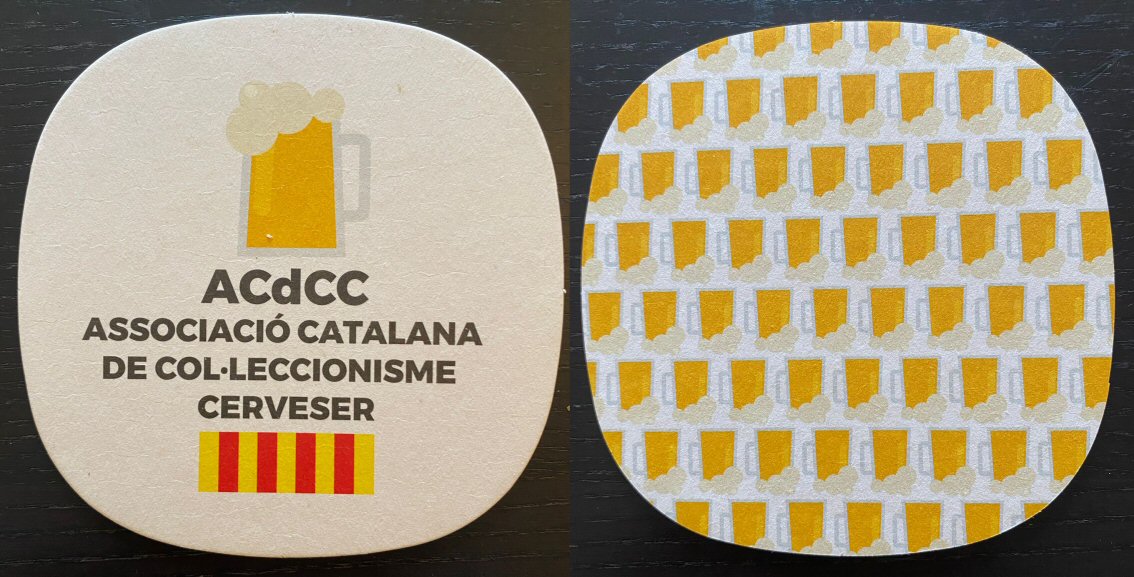 ACdCC
ASSOCIACIÓ CATALANA
DE COL·LECCIONISME
CERVESER